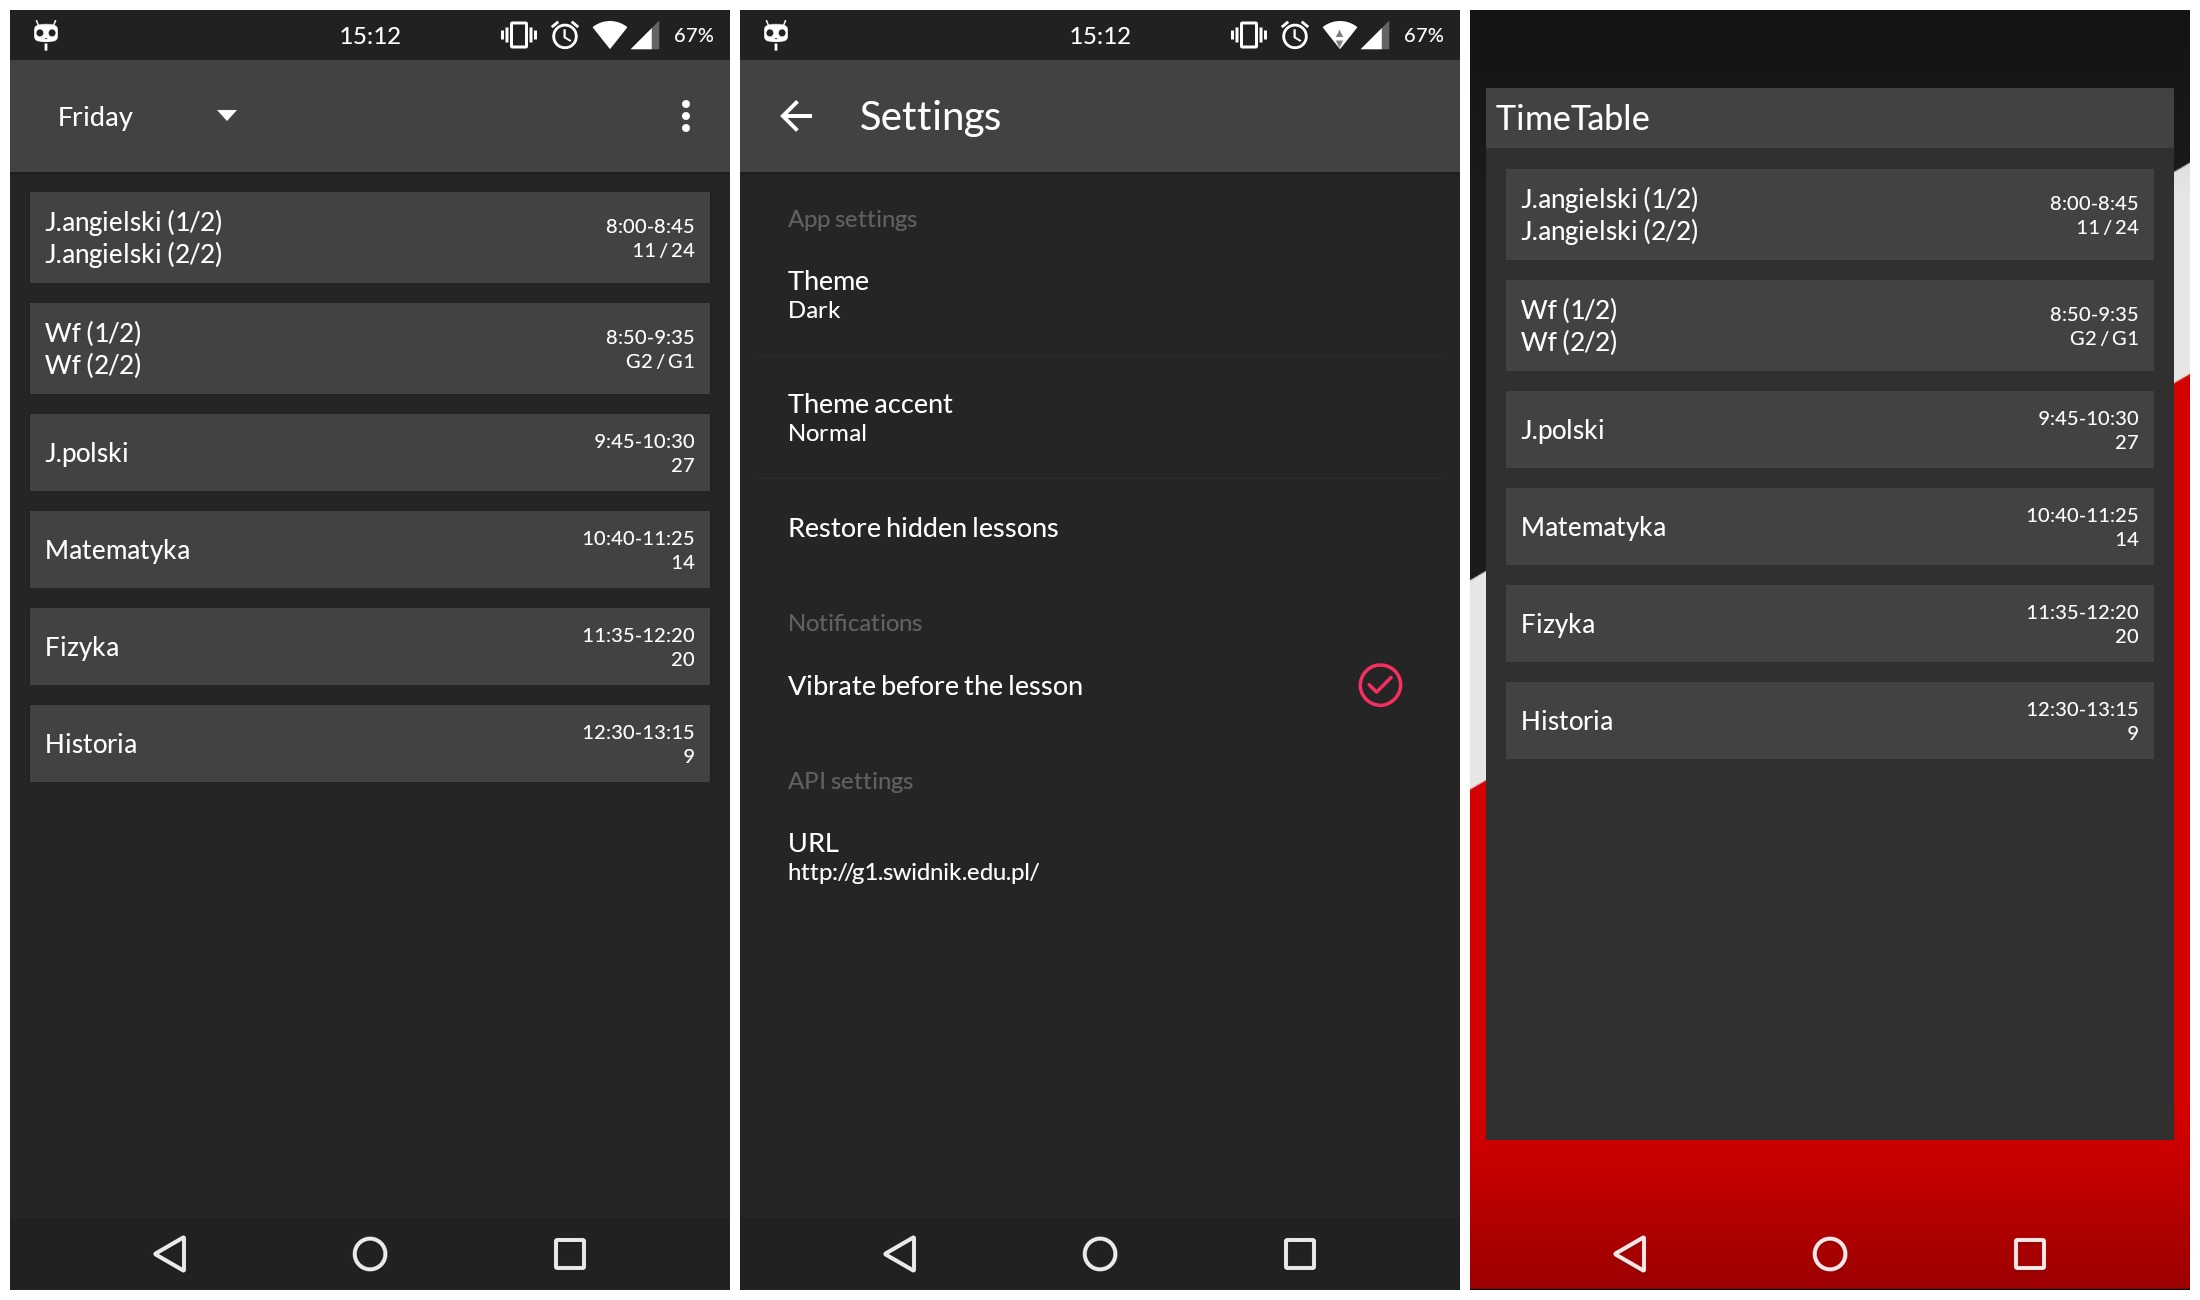 15:12
67%
Friday
J.angielski (1/2)
J.angielski (2/2)
8:00-8:45
11 / 24
Wf (1/2)
Wf (2/2)
8:50-9:35
G2 / G1
J.polski
9:45-10:30
27
Matematyka
10:40-11:25
14
Fizyka
11:35-12:20
20
Historia
12:30-13:15
9
15:12
67%
Settings
App settings
Theme
Dark
Theme accent
Normal
Restore hidden lessons
Notifications
Vibrate before the lesson
API settings
URL
http://g1.swidnik.edu.pl/
TimeTable
J.angielski (1/2)
J.angielski (2/2)
8:00-8:45
11 / 24
Wf (1/2)
Wf (2/2)
8:50-9:35
G2 / G1
J.polski
9:45-10:30
27
Matematyka
10:40-11:25
14
Fizyka
11:35-12:20
20
Historia
12:30-13:15
9